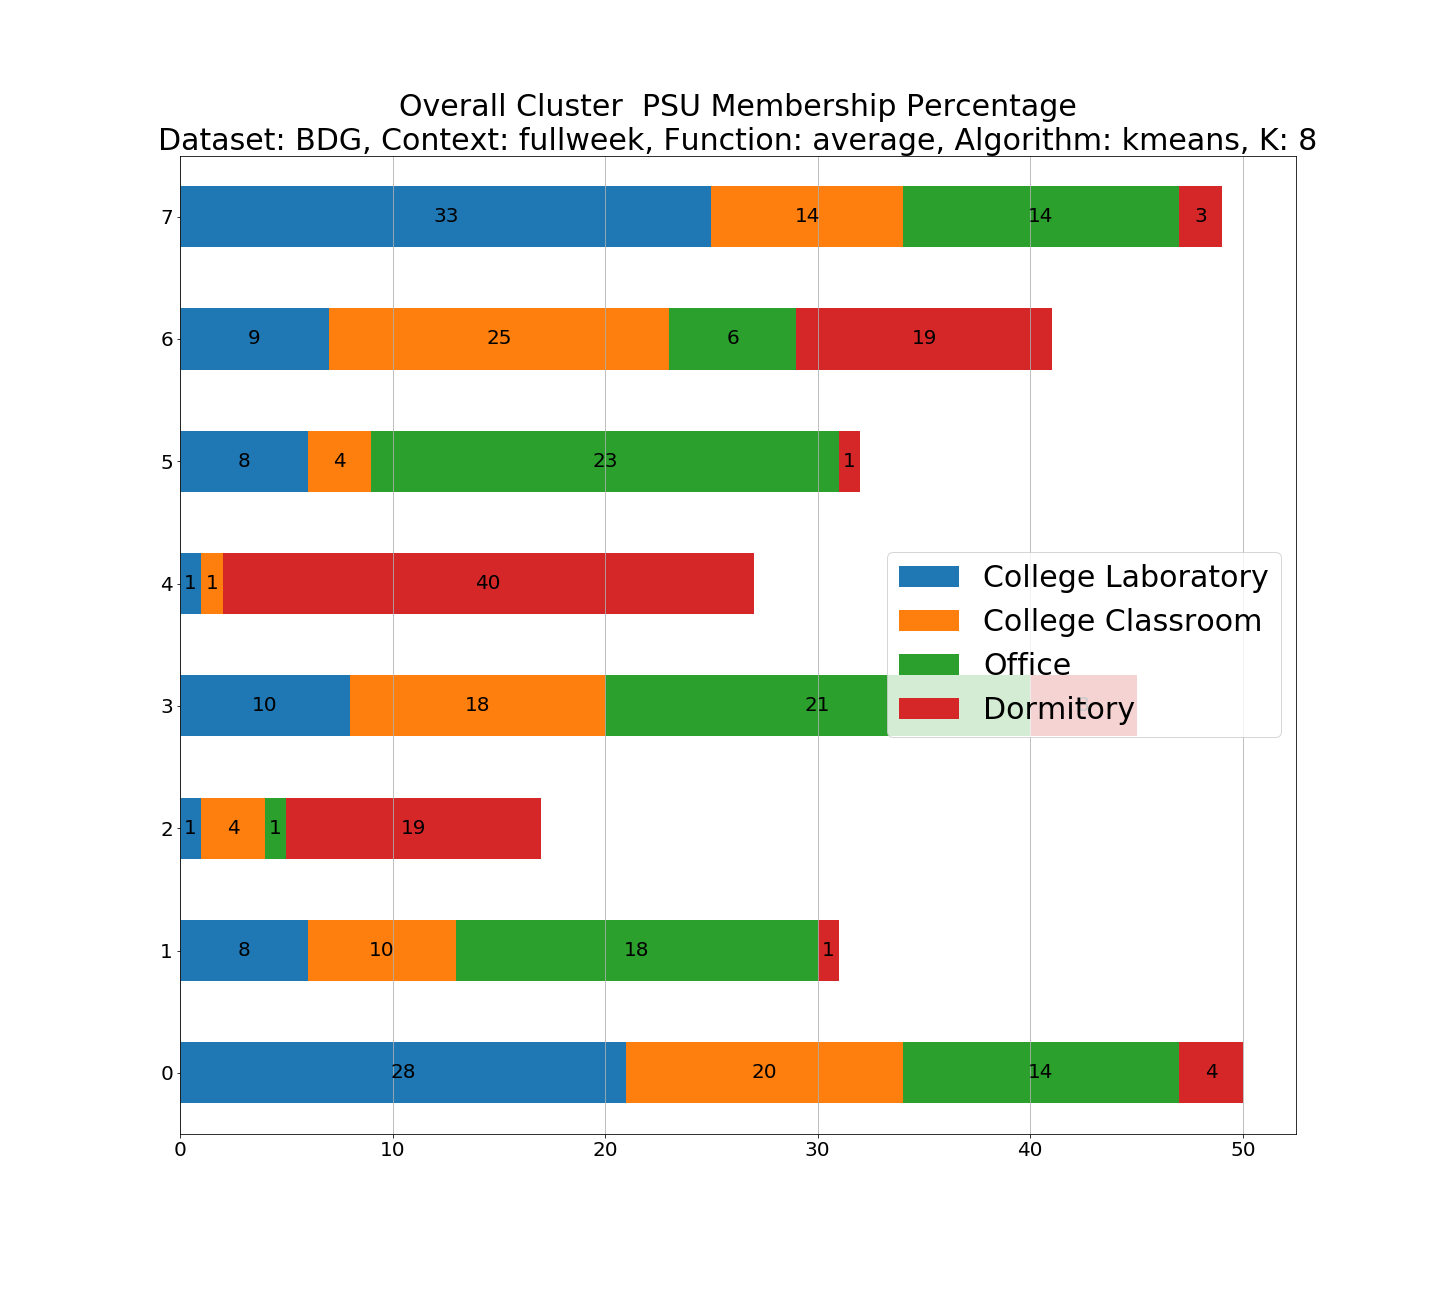 Overall Cluster  PSU Membership Percentage
Dataset: BDG, Context: fullweek, Function: average, Algorithm: kmeans, K: 8
7 33 14 14 3
6 9 25 6 19
5 8 4 23 1
4 1 1 40
College Laboratory
College Classroom
Office
Dormitory
3 10 18 21
2 1 4 1 19
1 8 10 18 1
0 28 20 14 4
0 10 20 30 40 50